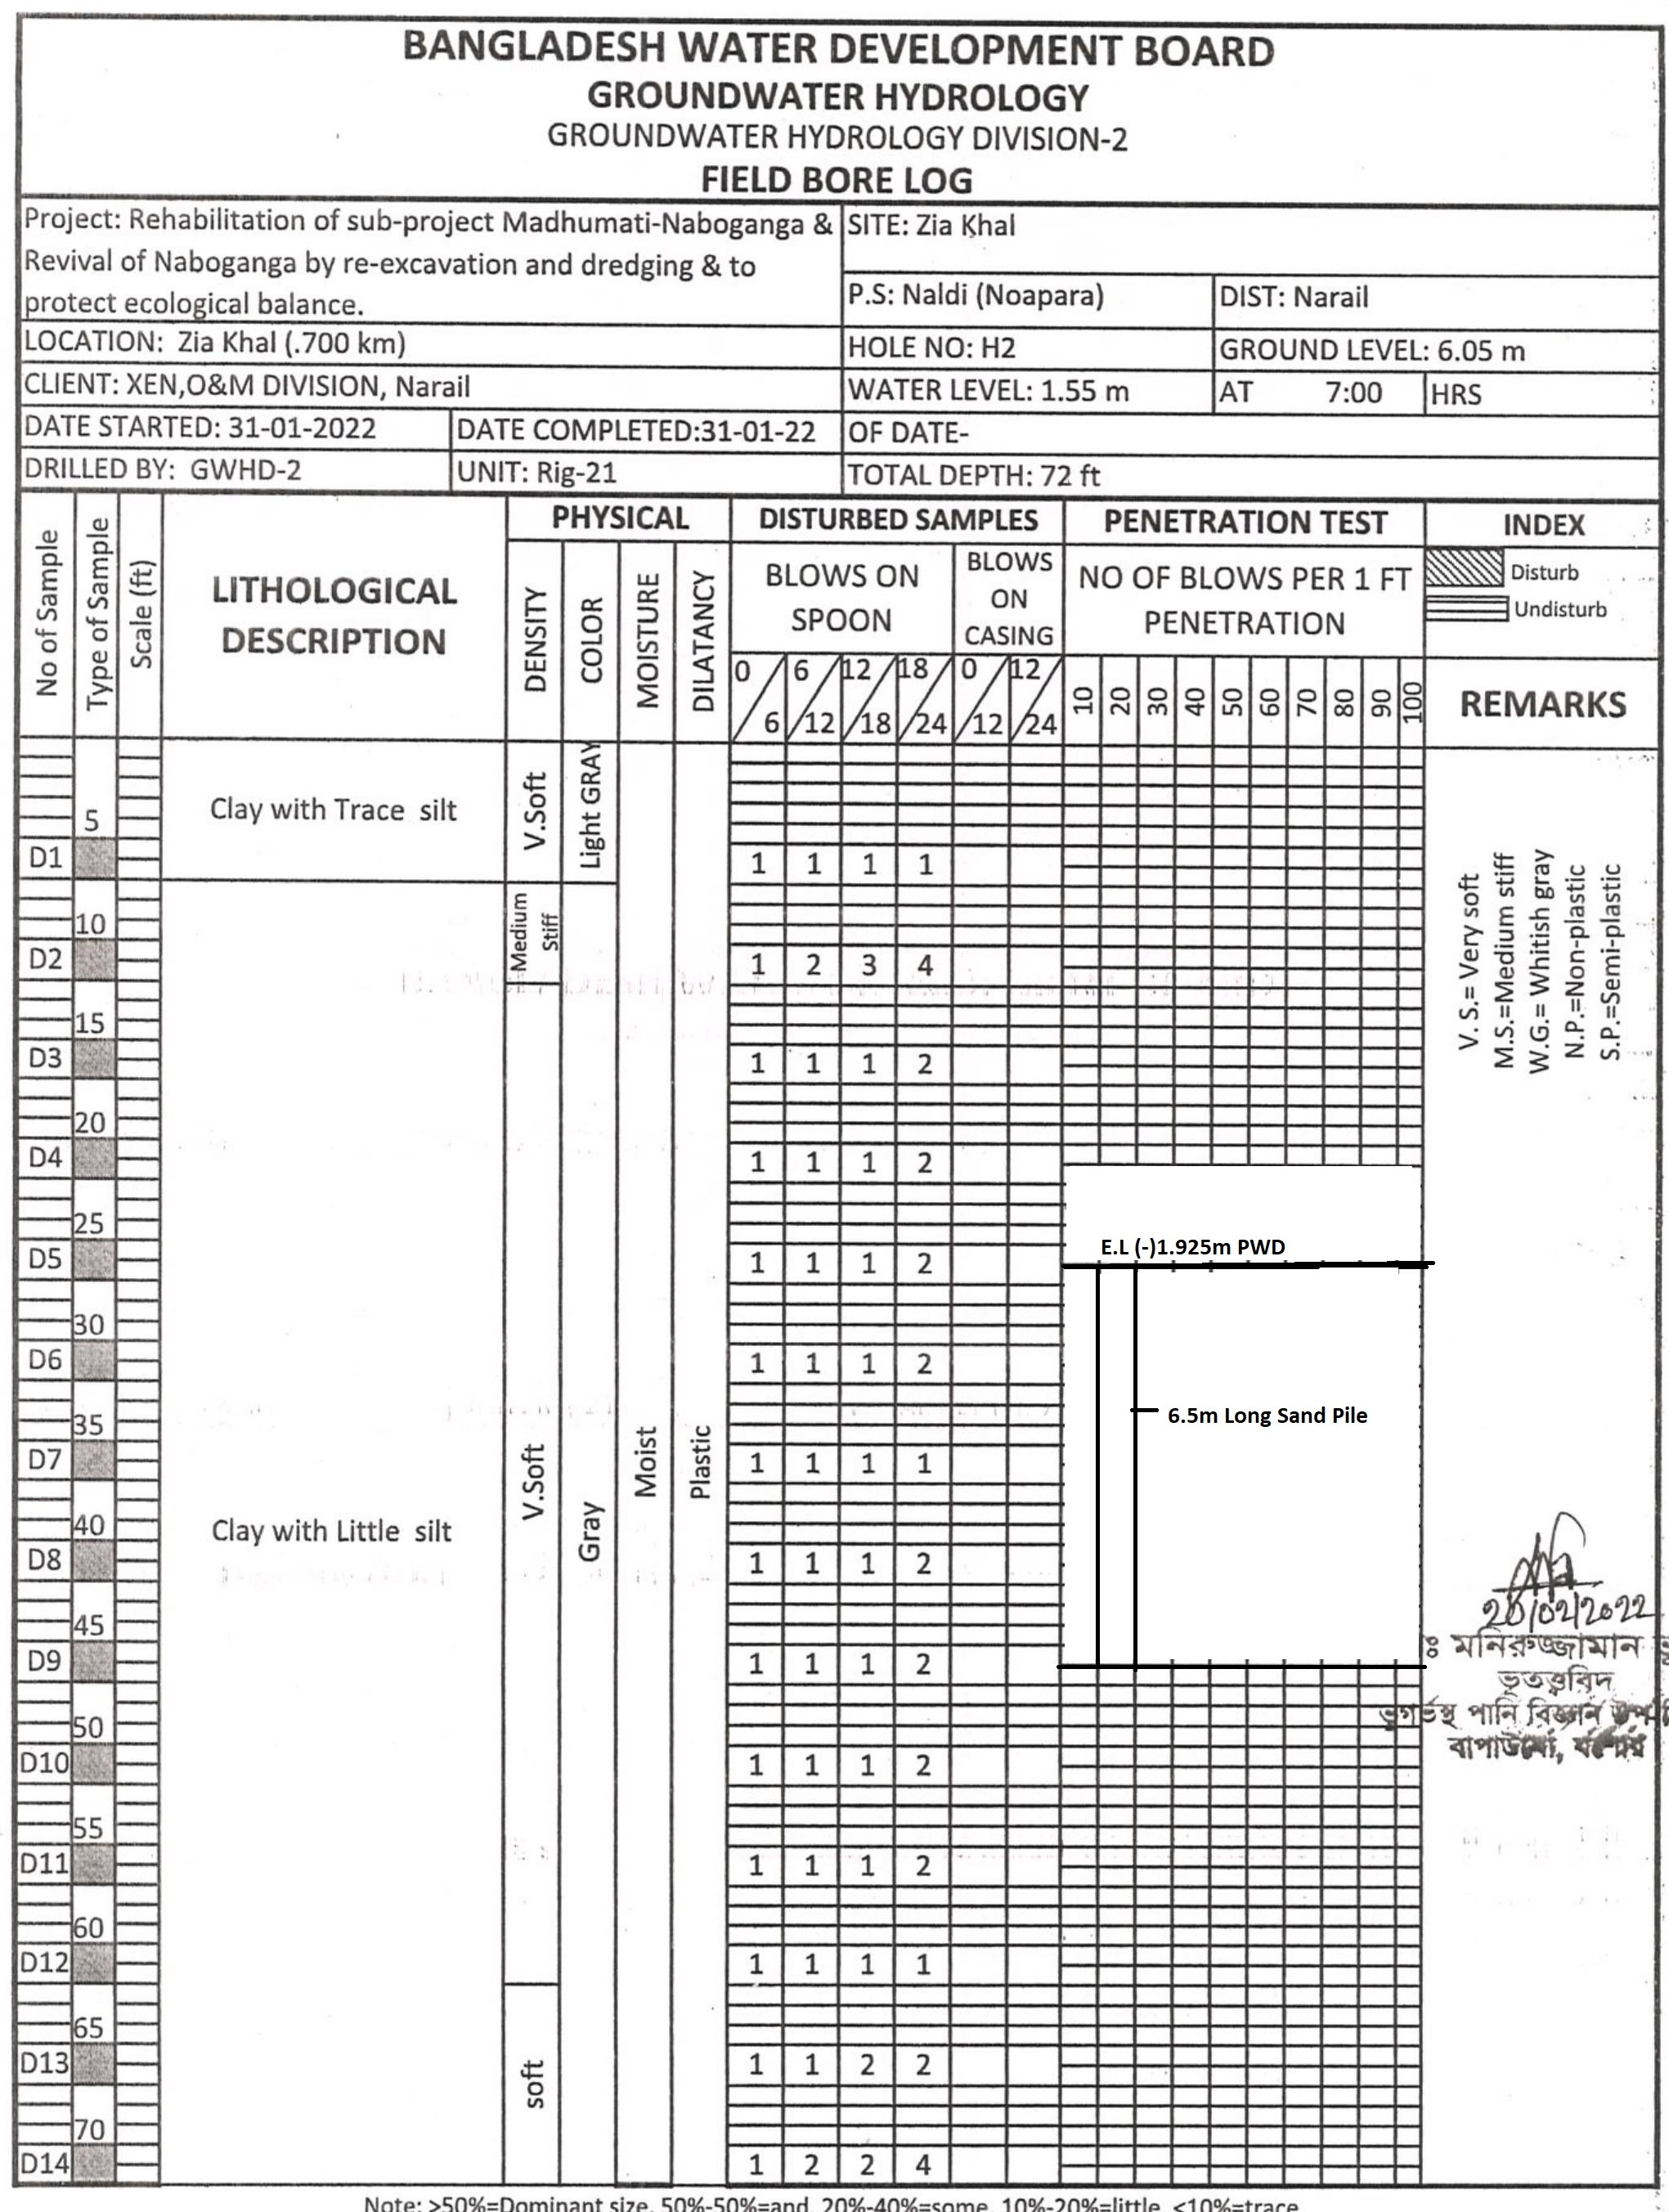 BANGLADESH WATER DEVELOPMENT BOARD
GROUNDWATER HYDROLOGY
GROUNDWATER HYDROLOGY DIVISION-2
FIELD BORE LOG
Project: Rehabilitation of sub-project Madhumati-Naboganga &
Revival of Naboganga by re-excavation and dredging & to
protect ecological balance.
SITE: Zia Khal
P.S: Naldi (Noapara) DIST: Narail
LOCATION: Zia Khal (.700 km) HOLE NO: H2 GROUND LEVEL: 6.05 m
CLIENT: XEN,O&M DIVISION, Narail WATER LEVEL: 1.55 m AT 7:00 HRS
DATE STARTED: 31-01-2022 DATE COMPLETED:31-01-22 OF DATE-
DRILLED BY: GWHD-2 UNIT: Rig-21 TOTAL DEPTH: 72 ft
No of Sample
Type of Sample
Scale (ft)
LITHOLOGICAL
DESCRIPTION
PHYSICAL
DENSITY
COLOR
MOISTURE
DILATANCY
DISTURBED SAMPLES
BLOWS ON
SPOON
BLOWS
ON
CASING
0/6 6/12 12/18 18/24 0/12 12/24
PENETRATION TEST
NO OF BLOWS PER 1 FT
PENETRATION
10 20 30 40 50 60 70 80 90 100
INDEX
Disturb
Undisturb
REMARKS
Clay with Trace silt
V.Soft
Light GRAY
5
D1 1 1 1 1
Medium
Stiff
10
D2 1 2 3 4
15
D3 1 1 1 2
20
D4 1 1 1 2
25
D5 1 1 1 2
30
D6 1 1 1 2
35
D7 1 1 1 1
40
D8 1 1 1 2
45
D9 1 1 1 2
50
D10 1 1 1 2
55
D11 1 1 1 2
60
D12 1 1 1 1
65
D13 1 1 2 2
70
D14 1 2 2 4
Clay with Little silt
V.Soft
soft
Gray
Moist
Plastic
E.L (-)1.925m PWD
6.5m Long Sand Pile
V. S.= Very soft
M.S.=Medium stiff
W.G.= Whitish gray
N.P.=Non-plastic
S.P.=Semi-plastic
20/02/2022
মনিরুজ্জামান
ভূতত্ত্ববিদ
ভূগর্ভস্থ পানি বিজ্ঞান
বাপাউবো, যশোর
Note: >50%=Dominant size, 50%-50%=and, 20%-40%=some, 10%-20%=little, <10%=trace